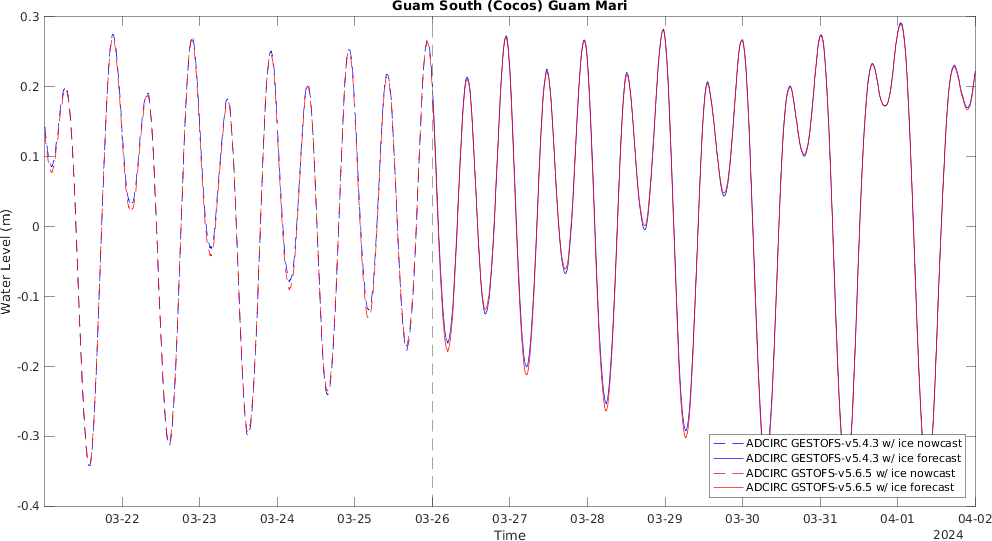 Guam South (Cocos) Guam Mari
Water Level (m)
0.3
0.2
0.1
0
-0.1
-0.2
-0.3
-0.4
ADCIRC GESTOFS-v5.4.3 w/ ice nowcast
ADCIRC GESTOFS-v5.4.3 w/ ice forecast
ADCIRC GSTOFS-v5.6.5 w/ ice nowcast
ADCIRC GSTOFS-v5.6.5 w/ ice forecast
03-22 03-23 03-24 03-25 03-26 03-27 03-28 03-29 03-30 03-31 04-01 04-02
Time
2024